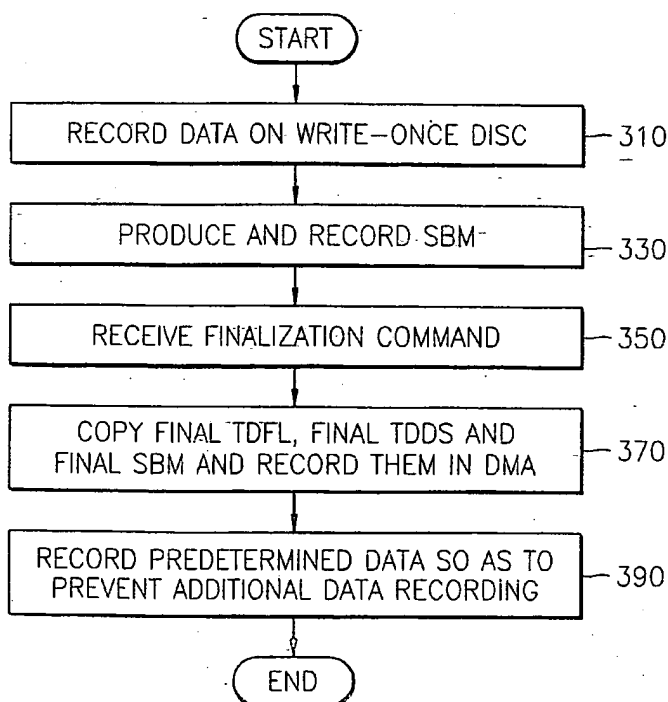 START
RECORD DATA ON WRITE-ONCE DISC
310
PRODUCE AND RECORD SBM
330
RECEIVE FINALIZATION COMMAND
350
COPY FINAL TDFL, FINAL TDDS AND
FINAL SBM AND RECORD THEM IN DMA
370
RECORD PREDETERMINED DATA SO AS TO
PREVENT ADDITIONAL DATA RECORDING
390
END